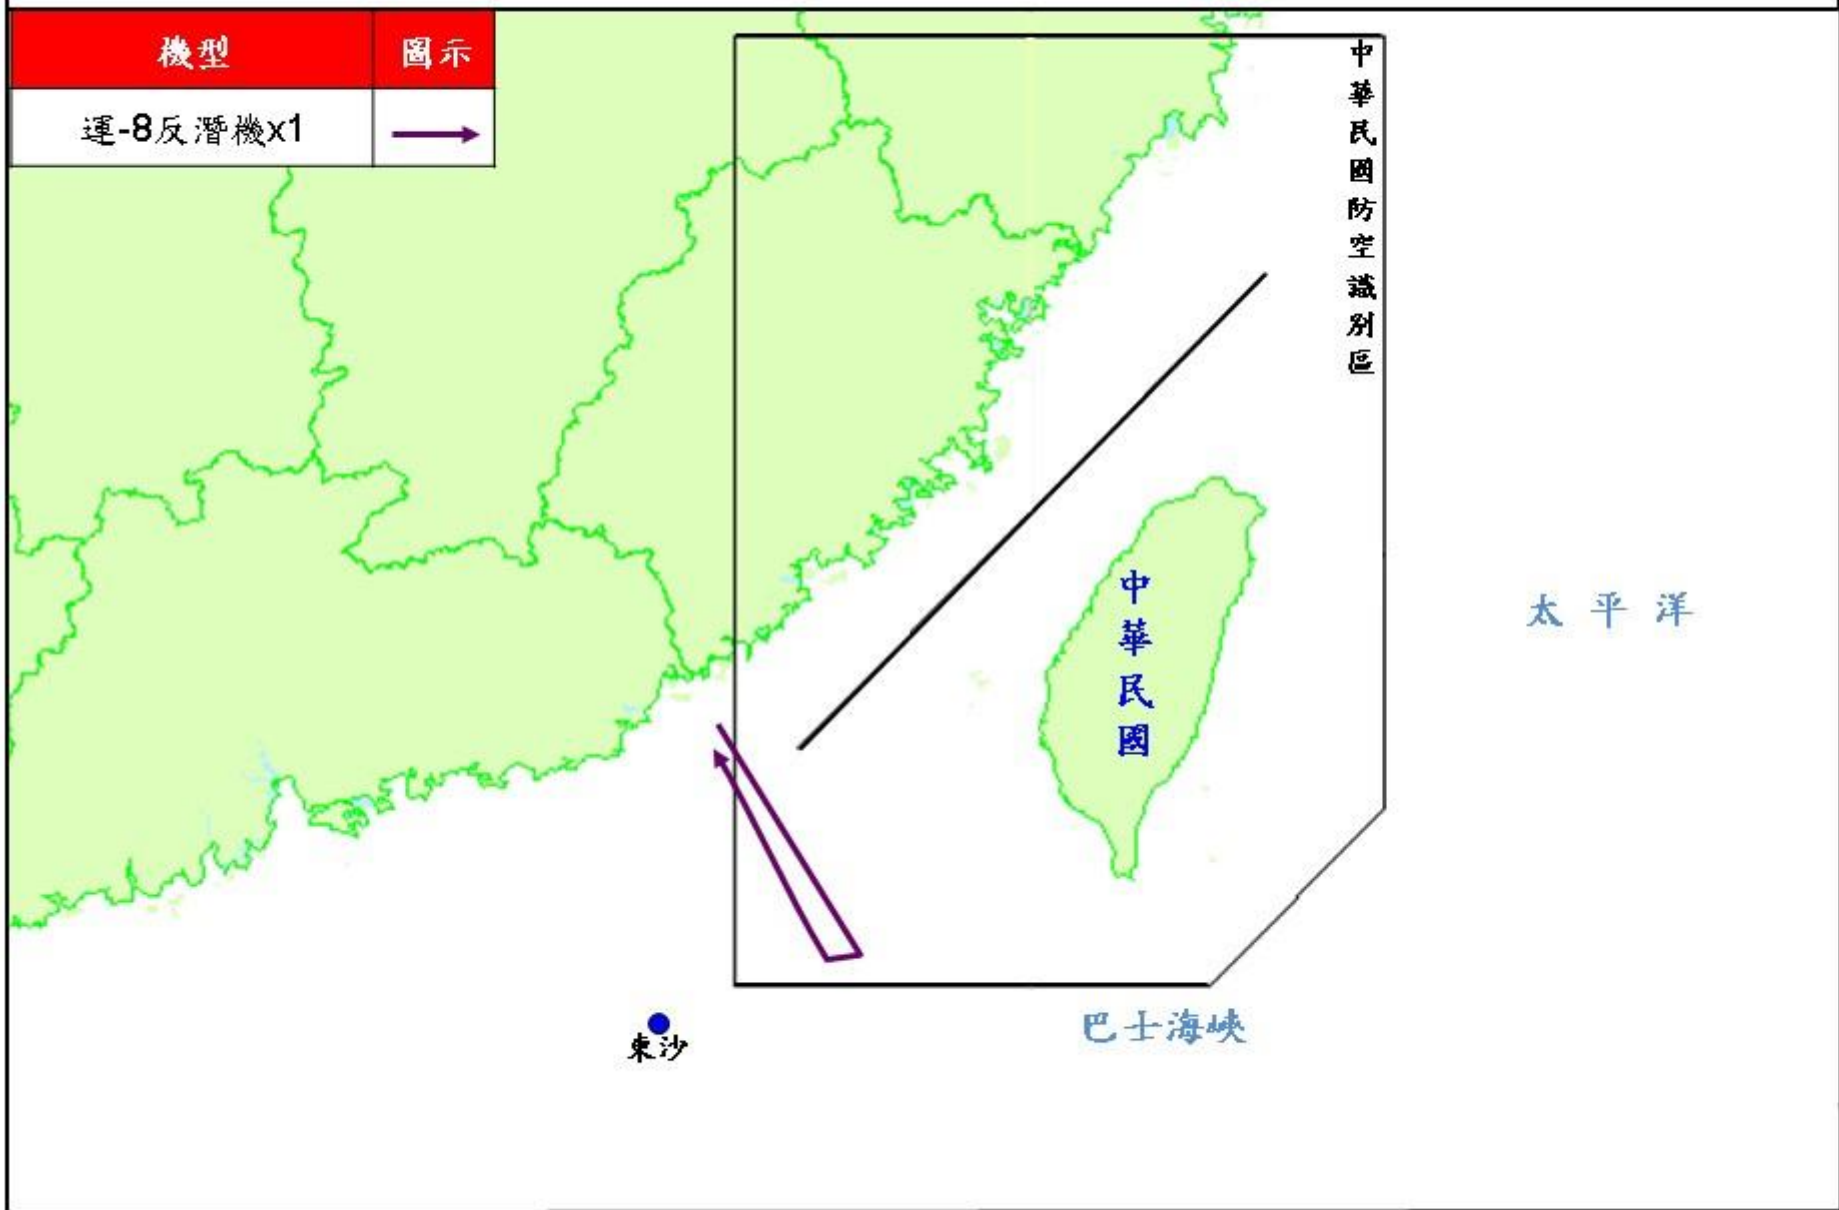 機型 圖示
運-8反潛機x1
中華民國防空識別區
中華民國
太平洋
巴士海峽
東沙